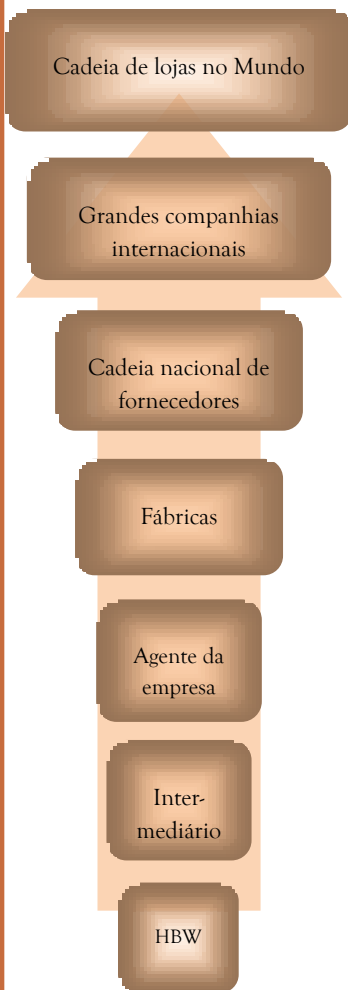 Cadeia de lojas no Mundo
Grandes companhias
internacionais
Cadeia nacional de
fornecedores
Fábricas
Agente da
empresa
Inter-
mediário
HBW